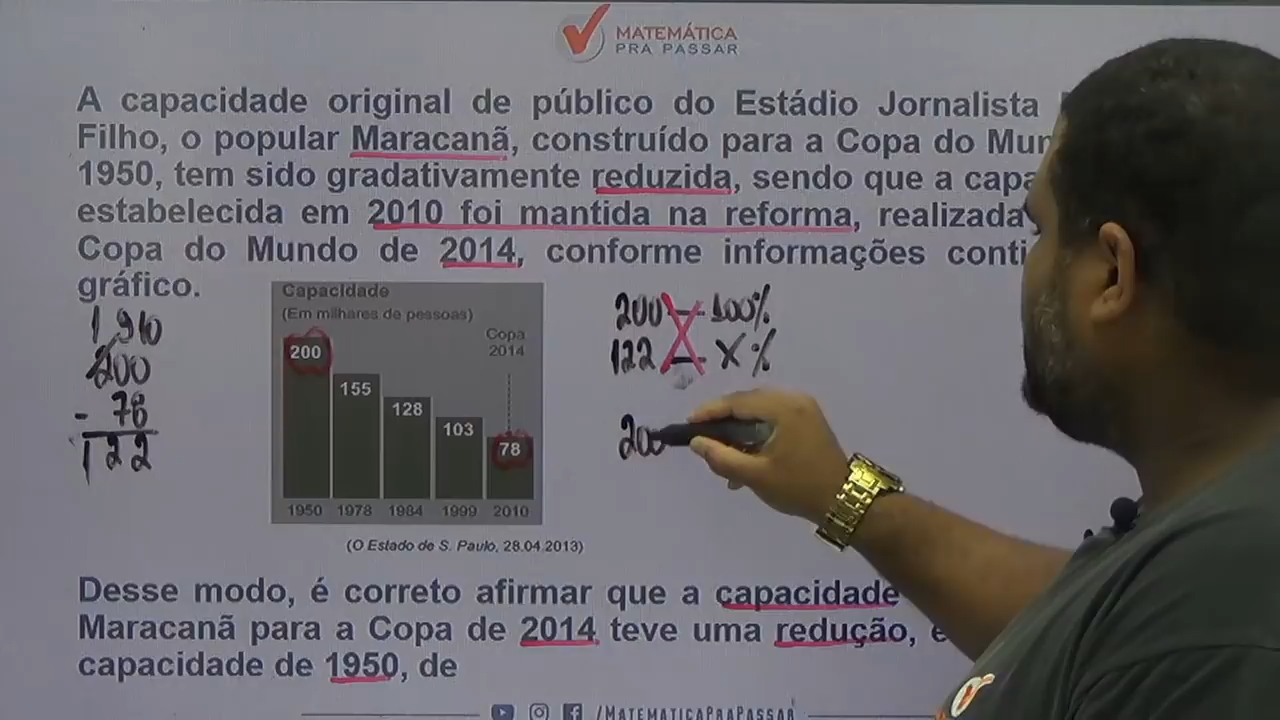 MATEMÁTICA
PRA PASSAR
A capacidade original de público do Estádio Jornalista
Filho, o popular Maracanã, construído para a Copa do Mun
1950, tem sido gradativamente reduzida, sendo que a capa
estabelecida em 2010 foi mantida na reforma, realizada
Copa do Mundo de 2014, conforme informações conti
gráfico.
Capacidade
(Em milhares de pessoas)
Copa
2014
200
155
128
103
78
1950 1978 1984 1999 2010
(O Estado de S. Paulo, 28.04.2013)
1 9 10
200
- 78
122
200 — 100%
122 — X %
200
Desse modo, é correto afirmar que a capacidade
Maracanã para a Copa de 2014 teve uma redução, e
capacidade de 1950, de
/MATEMATICAPRAPASSAR